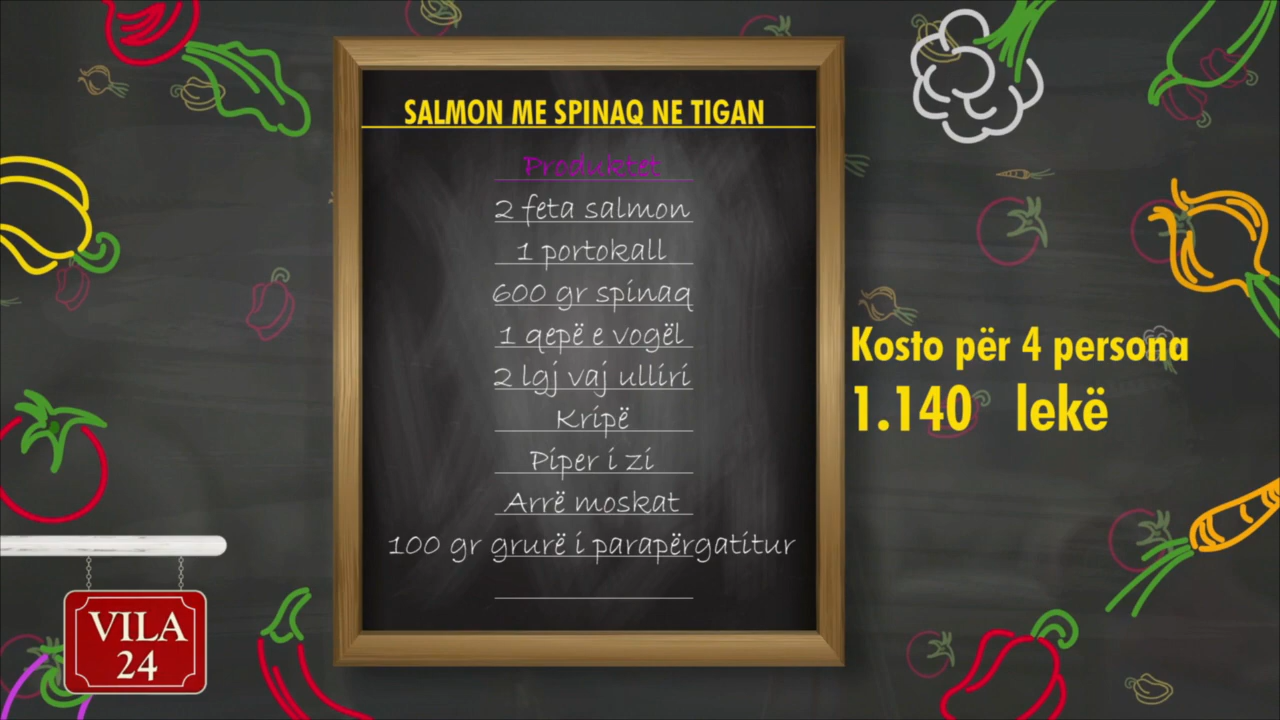 SALMON ME SPINAQ NE TIGAN
Produktet
2 feta salmon
1 portokall
600 gr spinaq
1 qepë e vogël
2 lgj vaj ulliri
Kripë
Piper i zi
Arrë moskat
100 gr grurë i parapërgatitur
Kosto për 4 persona
1.140 lekë
VILA
24